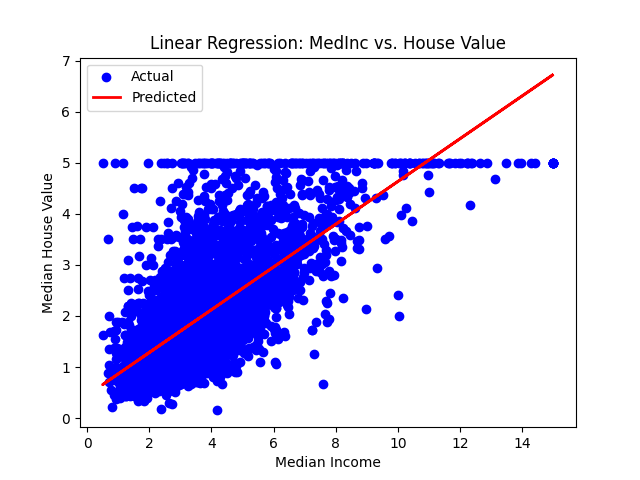 Linear Regression: MedInc vs. House Value
Actual
Predicted
7
6
5
4
3
2
1
0
Median House Value
0 2 4 6 8 10 12 14
Median Income